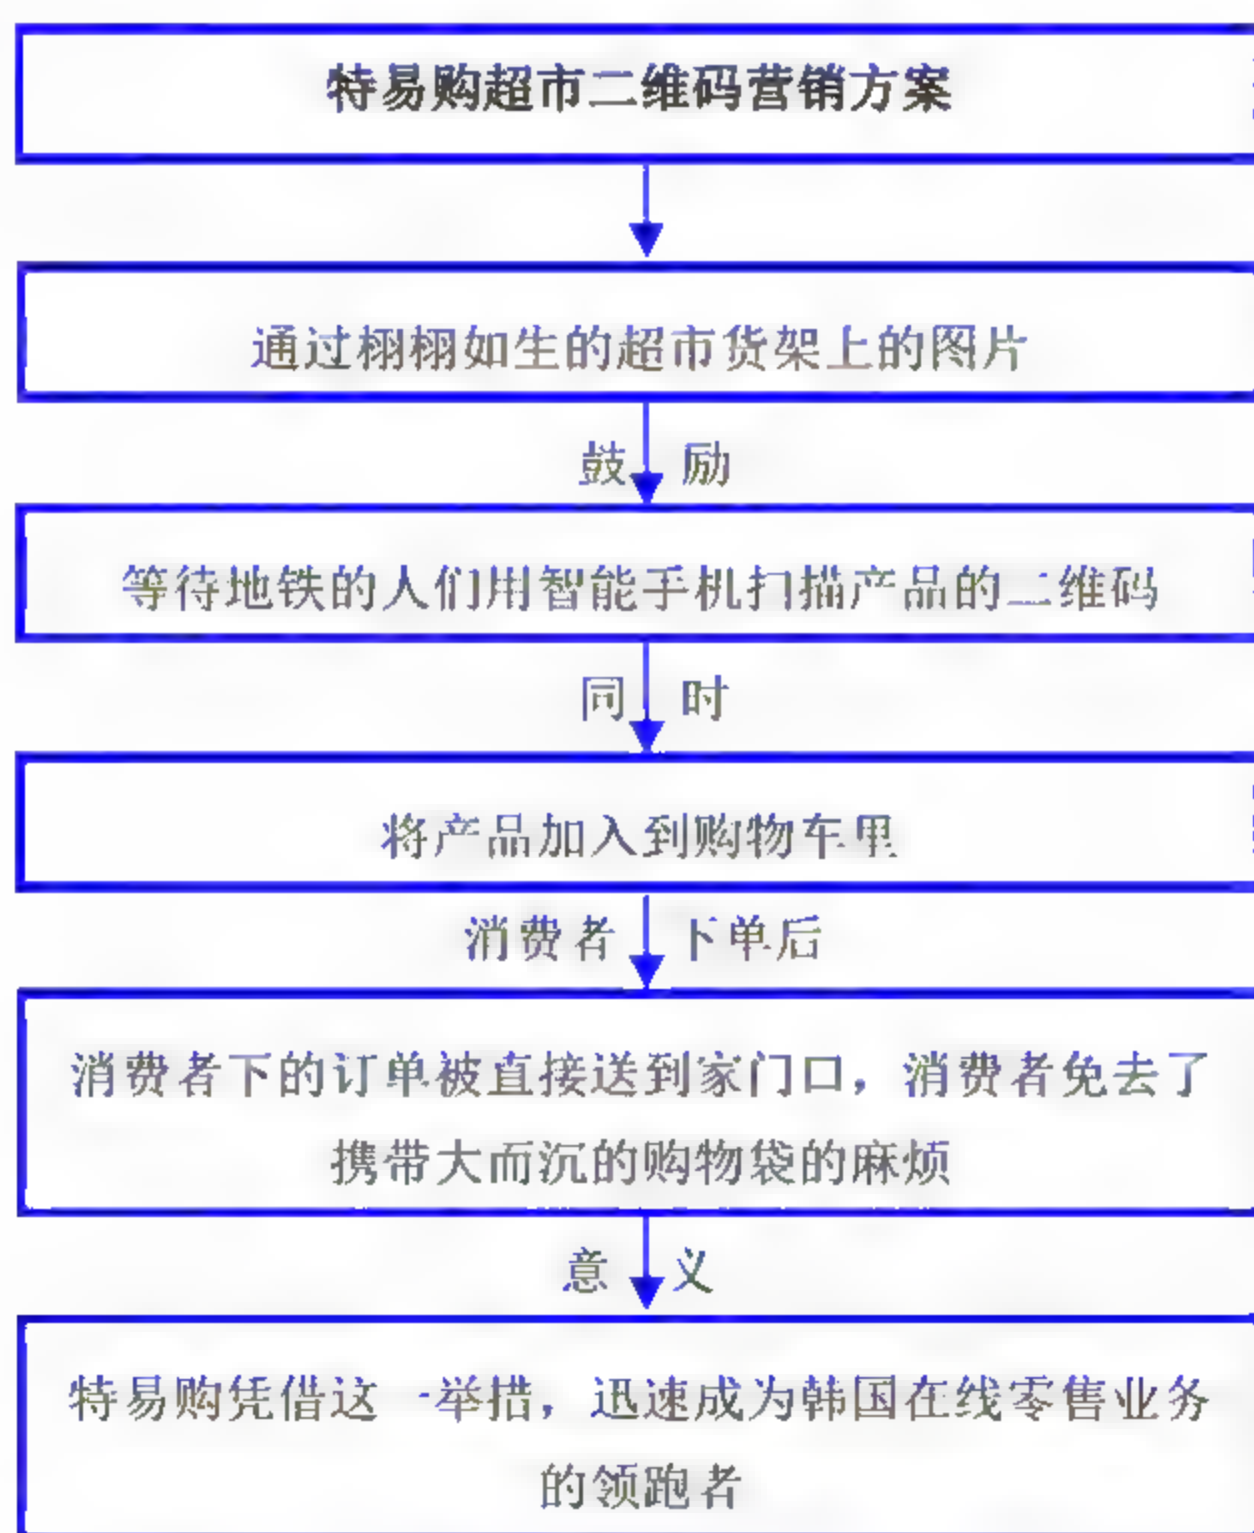 特易购超市二维码营销方案
通过栩栩如生的超市货架上的图片
鼓 励
等待地铁的人们用智能手机扫描产品的二维码
同 时
将产品加入到购物车里
消费者 下单后
消费者下的订单被直接送到家门口，消费者免去了
携带大而沉的购物袋的麻烦
意 义
特易购凭借这一举措，迅速成为韩国在线零售业务
的领跑者